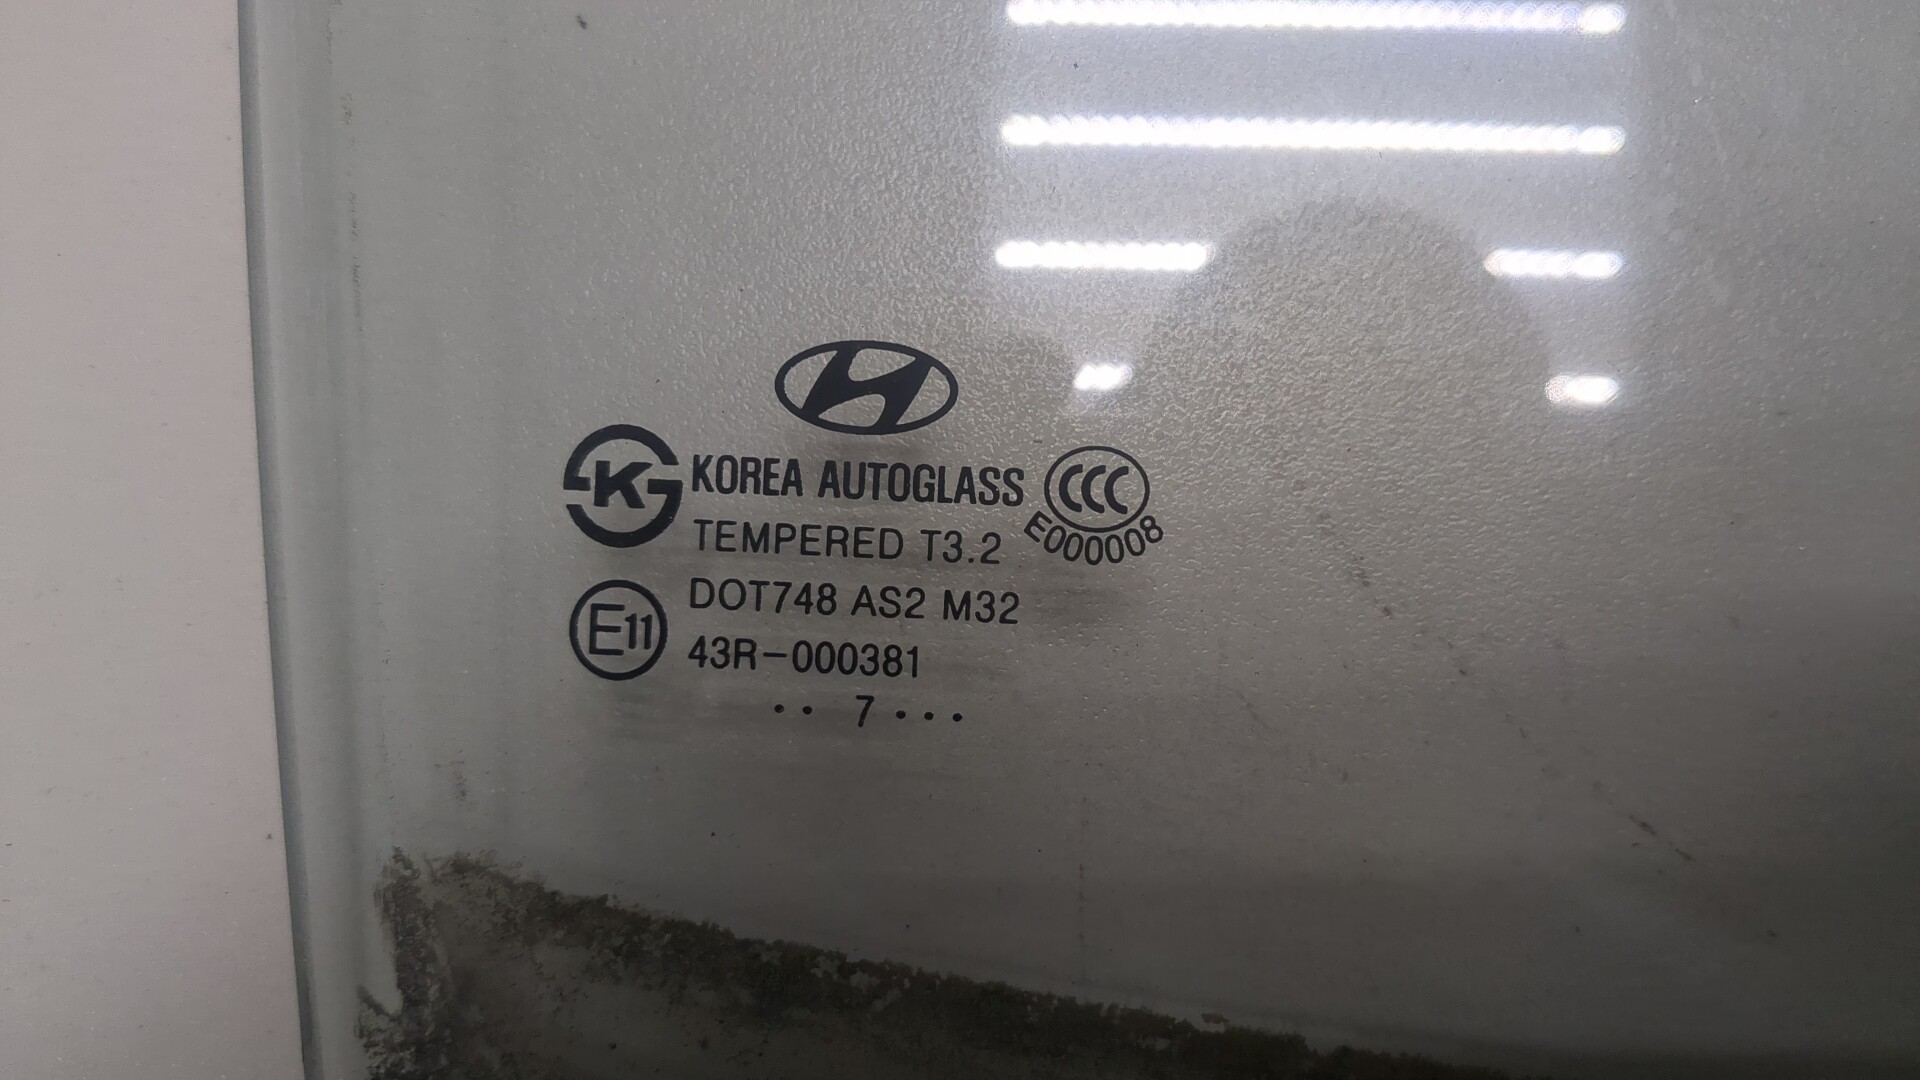 KOREA AUTOGLASS
CCC
E000008
K
TEMPERED T3.2
DOT748 AS2 M32
E11
43R-000381
•• 7 •••